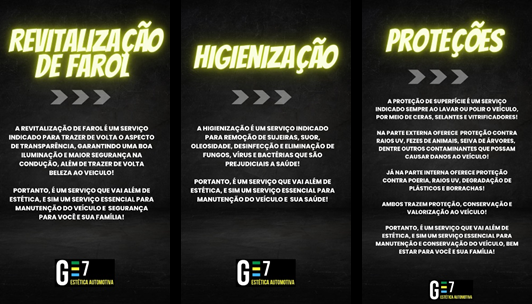 REVITALIZAÇÃO
DE FAROL
A REVITALIZAÇÃO DE FAROL É UM SERVIÇO
INDICADO PARA TRAZER DE VOLTA O ASPECTO
DE TRANSPARÊNCIA, GARANTINDO UMA BOA
ILUMINAÇÃO E MAIOR SEGURANÇA NA
CONDUÇÃO, ALÉM DE TRAZER DE VOLTA
BELEZA AO VEICULO!
PORTANTO, É UM SERVIÇO QUE VAI ALÉM DE
ESTÉTICA, E SIM UM SERVIÇO ESSENCIAL PARA
MANUTENÇÃO DO VEÍCULO E SEGURANÇA
PARA VOCÊ E SUA FAMÍLIA!
GE7
ESTÉTICA AUTOMOTIVA
HIGIENIZAÇÃO
A HIGIENIZAÇÃO É UM SERVIÇO INDICADO
PARA REMOÇÃO DE SUJEIRAS, SUOR,
OLEOSIDADE, DESINFECÇÃO E ELIMINAÇÃO DE
FUNGOS, VÍRUS E BACTÉRIAS QUE SÃO
PREJUDICIAIS A SAÚDE!
PORTANTO, É UM SERVIÇO QUE VAI ALÉM DE
ESTÉTICA, E SIM UM SERVIÇO ESSENCIAL PARA
MANUTENÇÃO DO VEÍCULO E SUA SAÚDE!
GE7
ESTÉTICA AUTOMOTIVA
PROTEÇÕES
A PROTEÇÃO DE SUPERFÍCIE É UM SERVIÇO
INDICADO SEMPRE AO LAVAR OU POLIR O VEÍCULO,
POR MEIO DE CERAS, SELANTES E VITRIFICADORES!
NA PARTE EXTERNA OFERECE PROTEÇÃO CONTRA
RAIOS UV, FEZES DE ANIMAIS, SEIVA DE ÁRVORES,
DENTRE OUTROS CONTAMINANTES QUE POSSAM
CAUSAR DANOS AO VEÍCULO!
JÁ NA PARTE INTERNA OFERECE PROTEÇÃO
CONTRA POERIA, RAIOS UV, DEGRADAÇÃO DE
PLÁSTICOS E BORRACHAS!
AMBOS TRAZEM PROTEÇÃO, CONSERVAÇÃO E
VALORIZAÇÃO AO VEÍCULO!
PORTANTO, É UM SERVIÇO QUE VAI ALÉM DE
ESTÉTICA, E SIM UM SERVIÇO ESSENCIAL PARA
MANUTENÇÃO E CONSERVAÇÃO DO VEÍCULO, BEM
ESTAR PARA VOCÊ E SUA FAMÍLIA!
GE7
ESTÉTICA AUTOMOTIVA